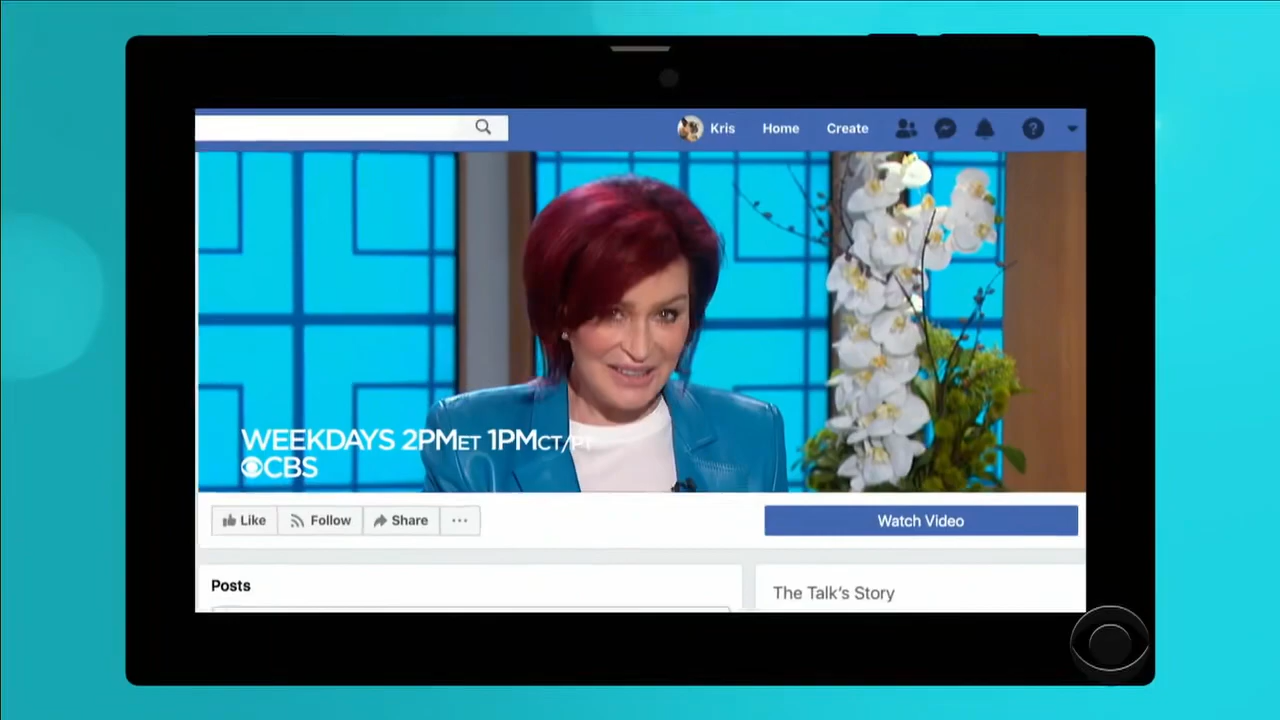 Kris Home Create
WEEKDAYS 2PMET 1PMCT/PT
CBS
Like Follow Share ...
Watch Video
Posts
The Talk's Story